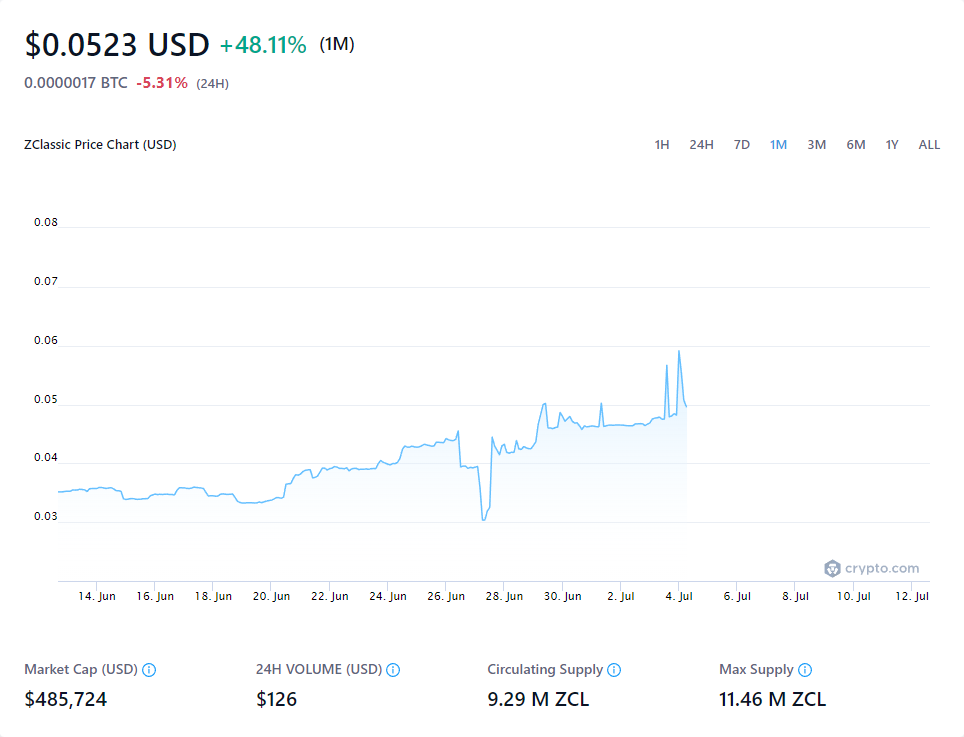 $0.0523 USD +48.11% (1M)
0.0000017 BTC -5.31% (24H)
ZClassic Price Chart (USD) 1H 24H 7D 1M 3M 6M 1Y ALL
0.08
0.07
0.06
0.05
0.04
0.03
crypto.com
14. Jun 16. Jun 18. Jun 20. Jun 22. Jun 24. Jun 26. Jun 28. Jun 30. Jun 2. Jul 4. Jul 6. Jul 8. Jul 10. Jul 12. Jul
Market Cap (USD) 24H VOLUME (USD) Circulating Supply Max Supply
$485,724 $126 9.29 M ZCL 11.46 M ZCL